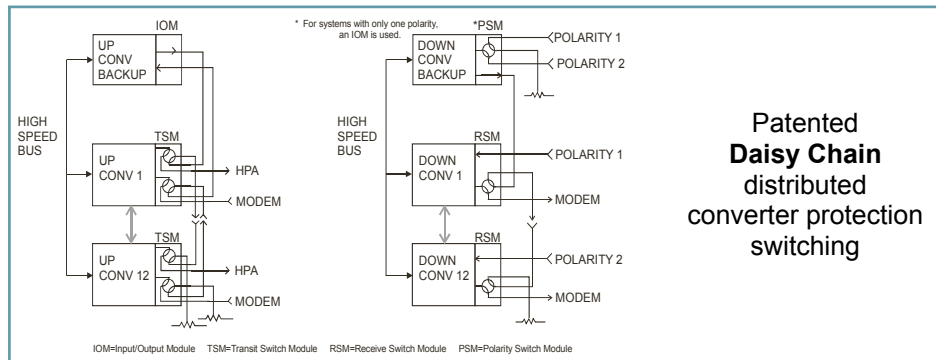 IOM
UP
CONV
BACKUP
HIGH
SPEED
BUS
TSM
UP
CONV 1
HPA
MODEM
TSM
UP
CONV 12
HPA
MODEM
* For systems with only one polarity,
an IOM is used.
*PSM
DOWN
CONV
BACKUP
POLARITY 1
POLARITY 2
HIGH
SPEED
BUS
RSM
DOWN
CONV 1
POLARITY 1
MODEM
RSM
DOWN
CONV 12
POLARITY 2
MODEM
IOM=Input/Output Module TSM=Transit Switch Module RSM=Receive Switch Module PSM=Polarity Switch Module
Patented
Daisy Chain
distributed
converter protection
switching